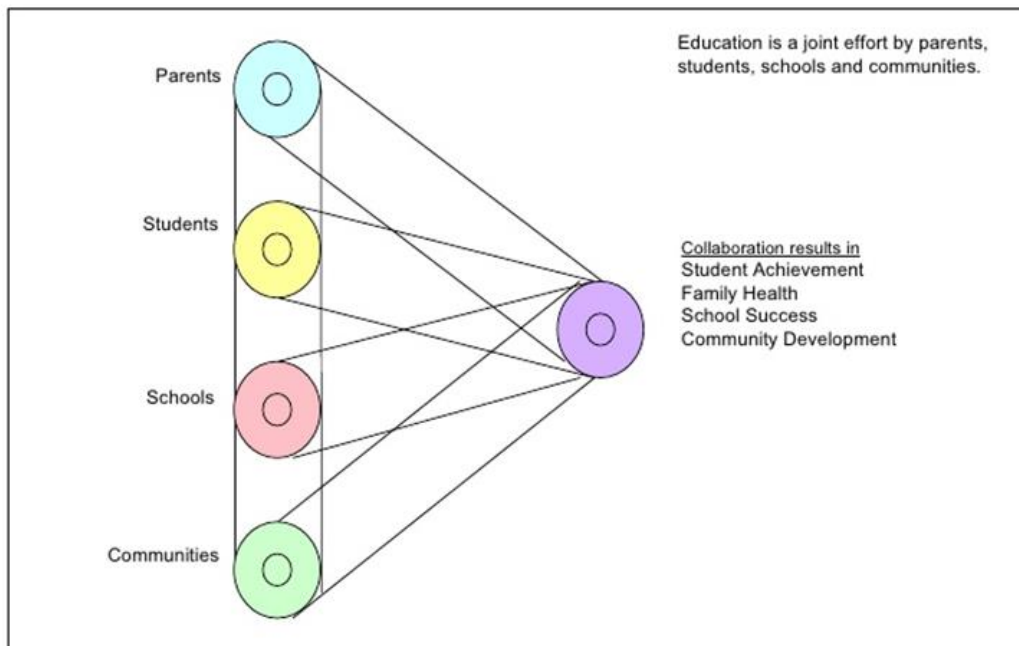 Education is a joint effort by parents,
students, schools and communities.
Parents
Students
Schools
Communities
Collaboration results in
Student Achievement
Family Health
School Success
Community Development